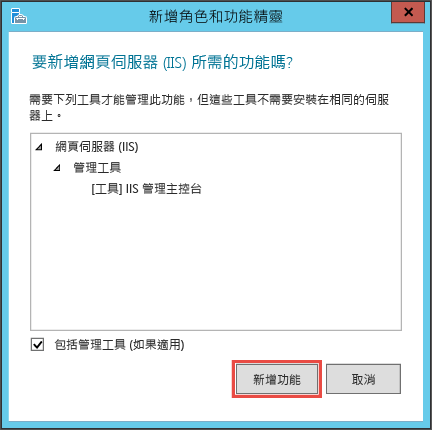 新增角色和功能精靈
要新增網頁伺服器 (IIS) 所需的功能嗎?
需要下列工具才能管理此功能，但這些工具不需要安裝在相同的伺服
器上。
網頁伺服器 (IIS)
管理工具
[工具] IIS 管理主控台
包括管理工具 (如果適用)
新增功能
取消